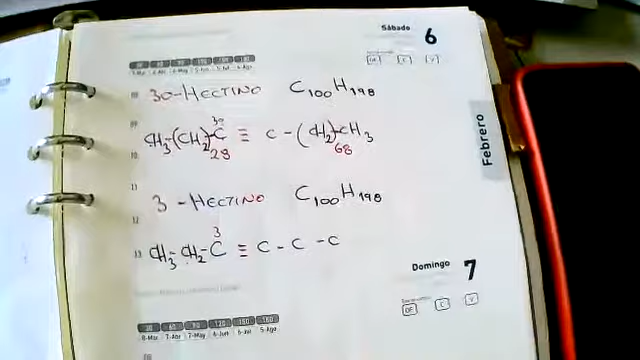 Sábado 6
30-HECTINO C100H198
30
CH3-(CH2)-C ≡ C-(CH2)-CH3
28 68
3-HECTINO C100H198
3
CH3-CH2-C ≡ C-C-C
Febrero
Domingo 7